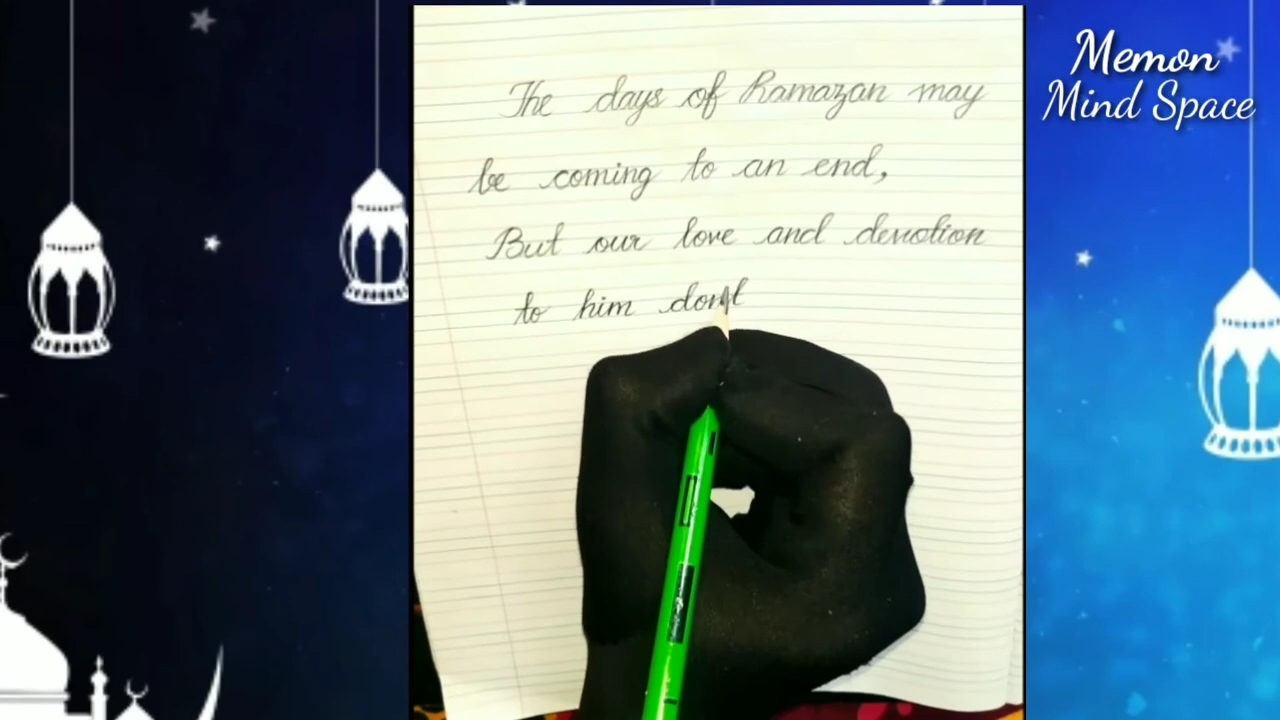 Memon
Mind Space
The days of Ramazan may
be coming to an end,
But our love and devotion
to him don't